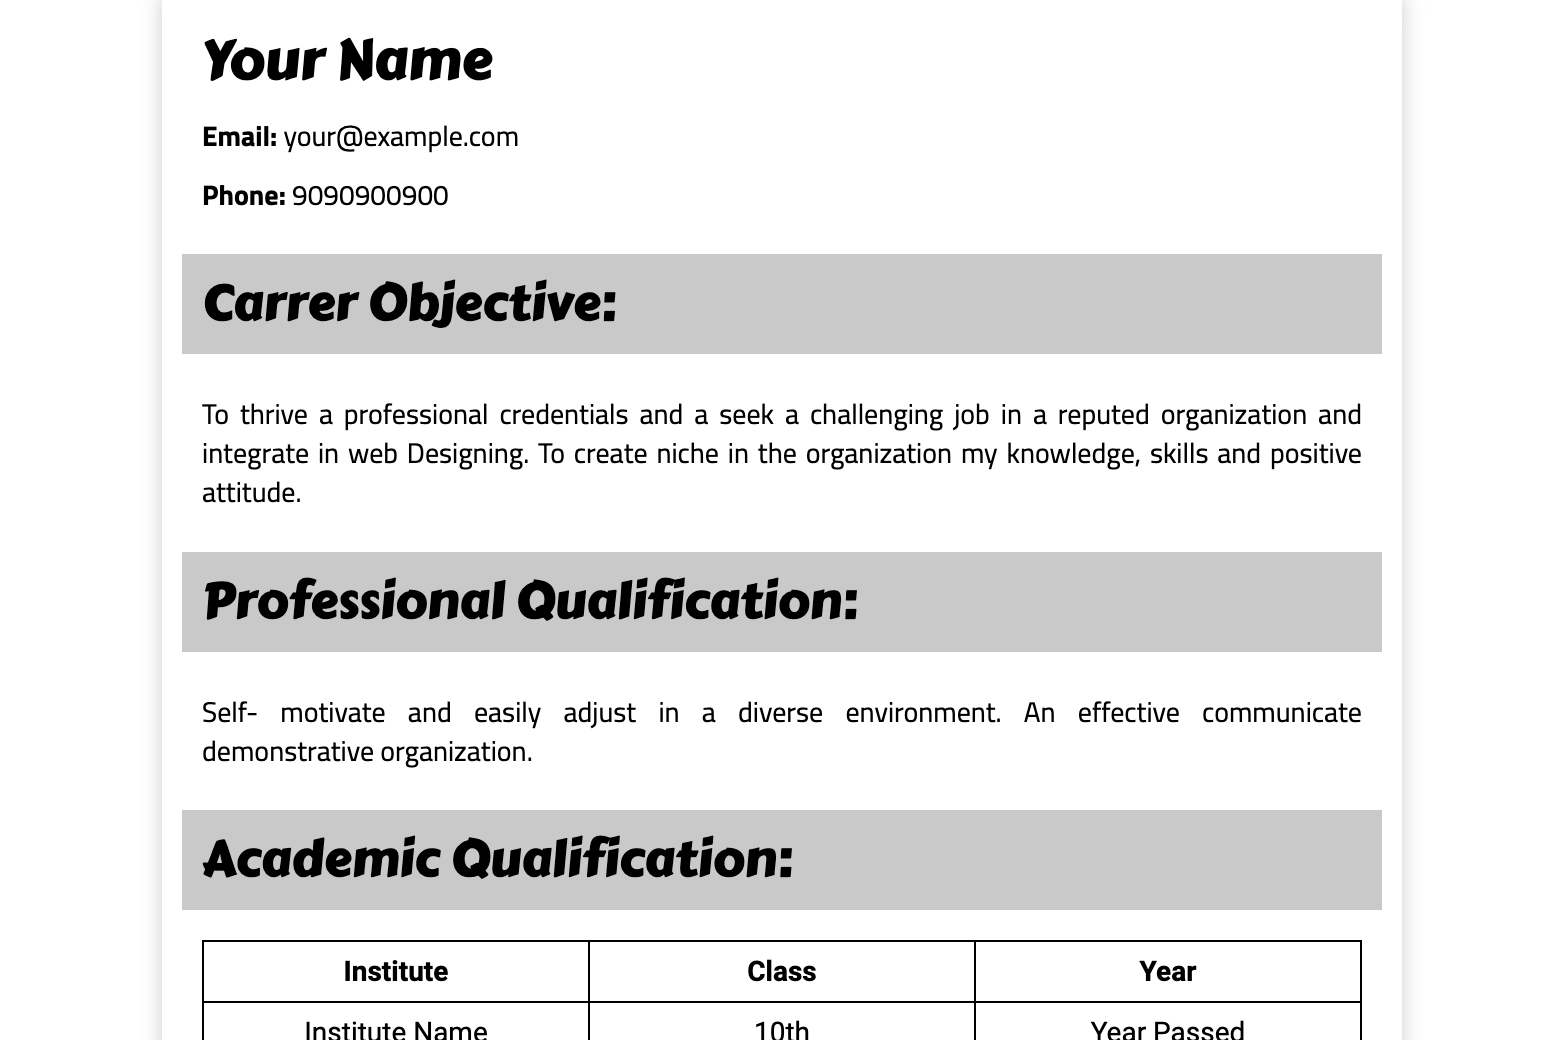 Your Name
Email: your@example.com
Phone: 9090900900
Carrer Objective:
To thrive a professional credentials and a seek a challenging job in a reputed organization and
integrate in web Designing. To create niche in the organization my knowledge, skills and positive
attitude.
Professional Qualification:
Self- motivate and easily adjust in a diverse environment. An effective communicate
demonstrative organization.
Academic Qualification:
Institute Class Year
Institute Name 10th Year Passed